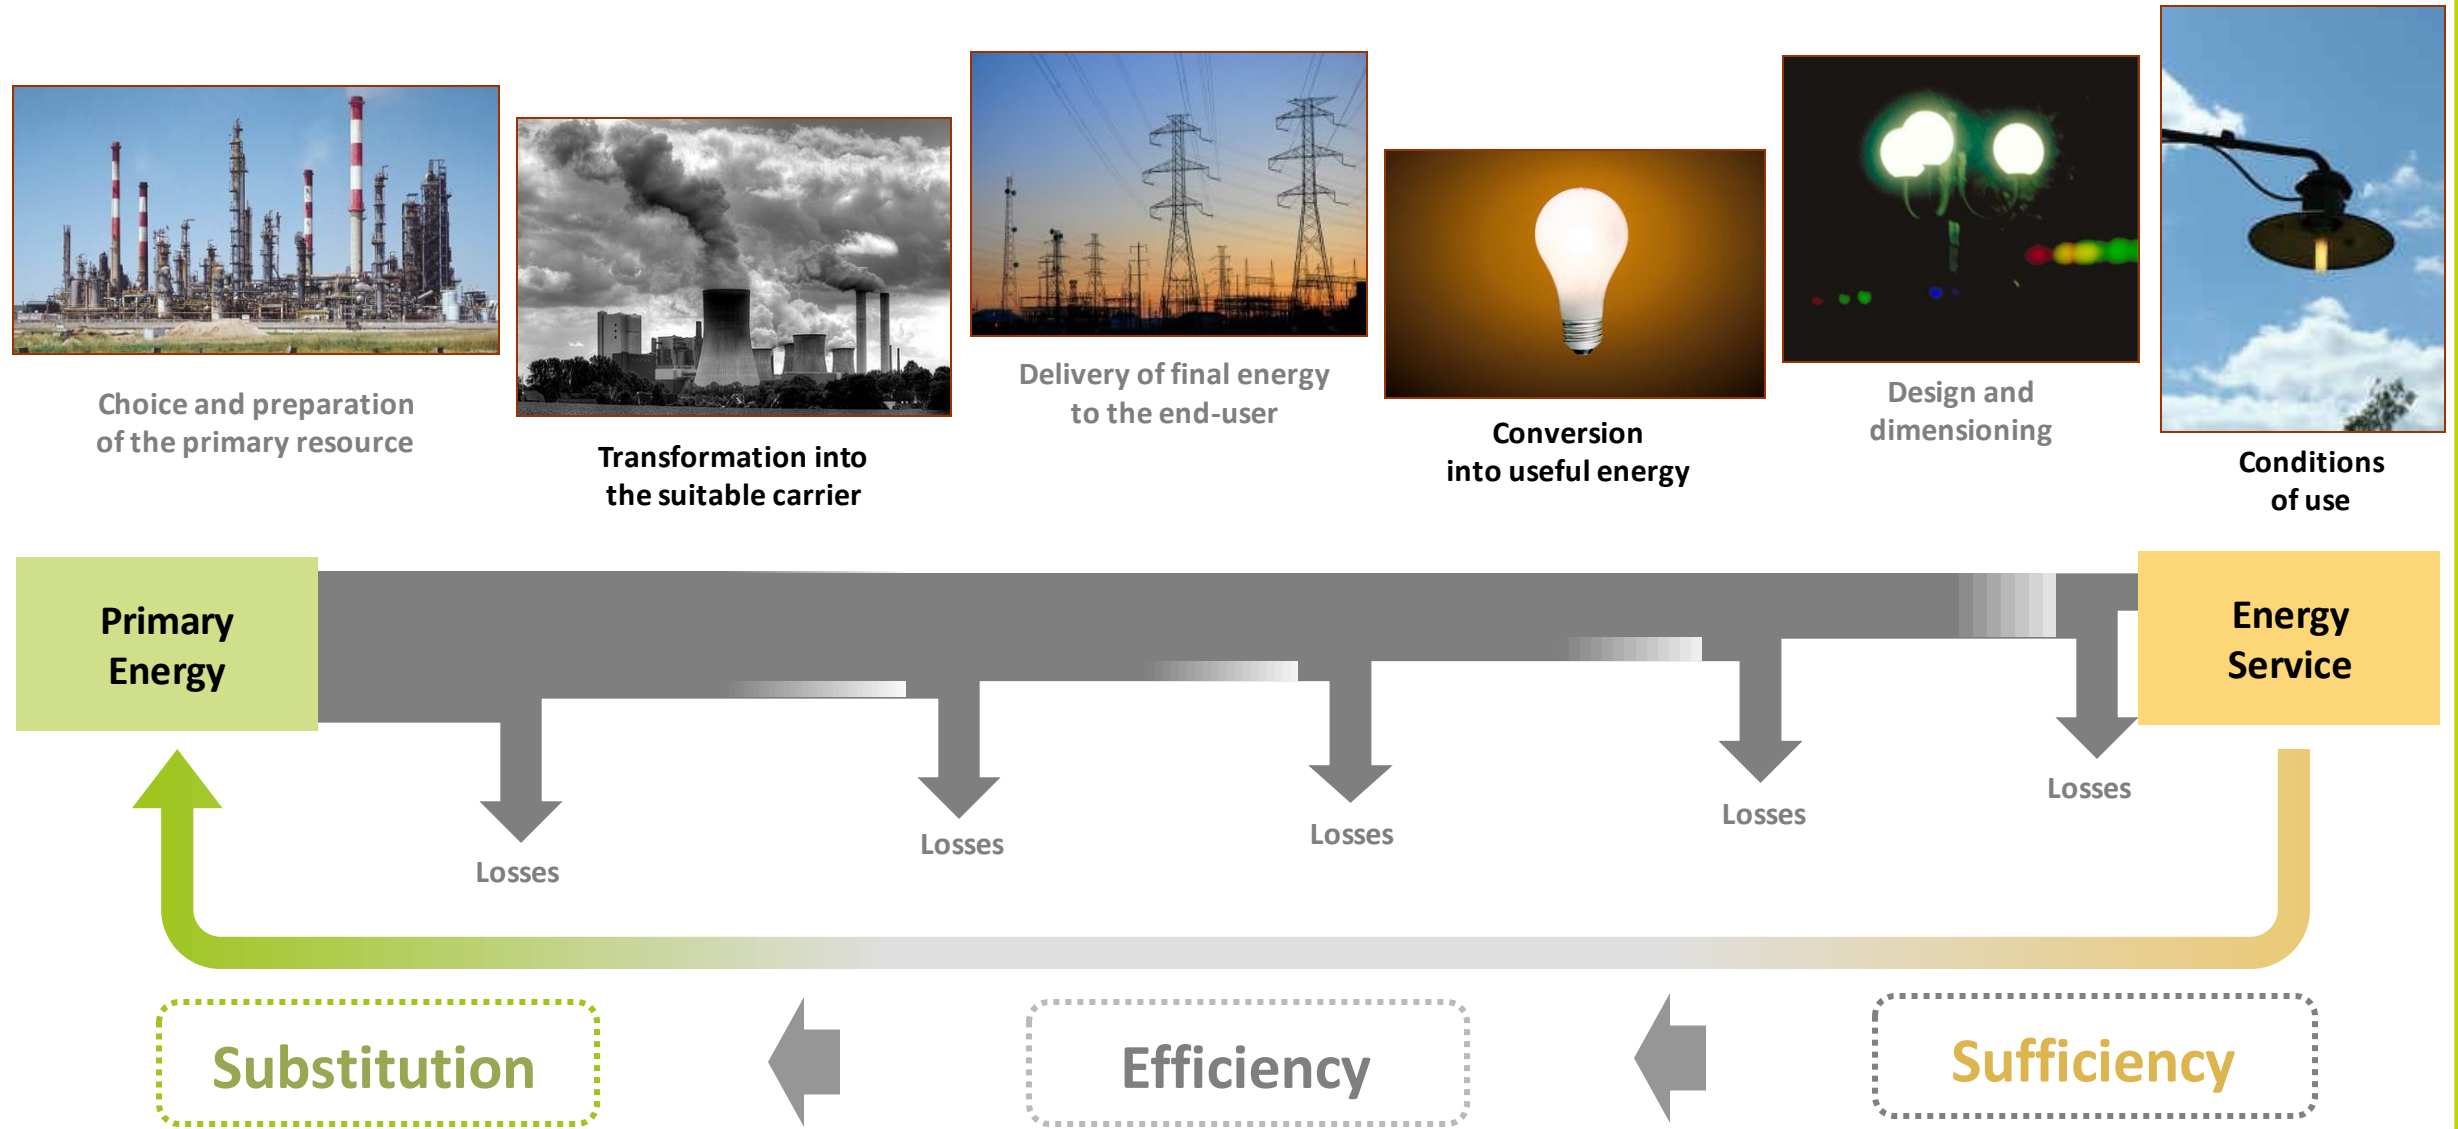 Choice and preparation
of the primary resource
Transformation into
the suitable carrier
Delivery of final energy
to the end-user
Conversion
into useful energy
Design and
dimensioning
Conditions
of use
Primary
Energy
Energy
Service
Losses
Losses
Losses
Losses
Losses
Substitution
Efficiency
Sufficiency